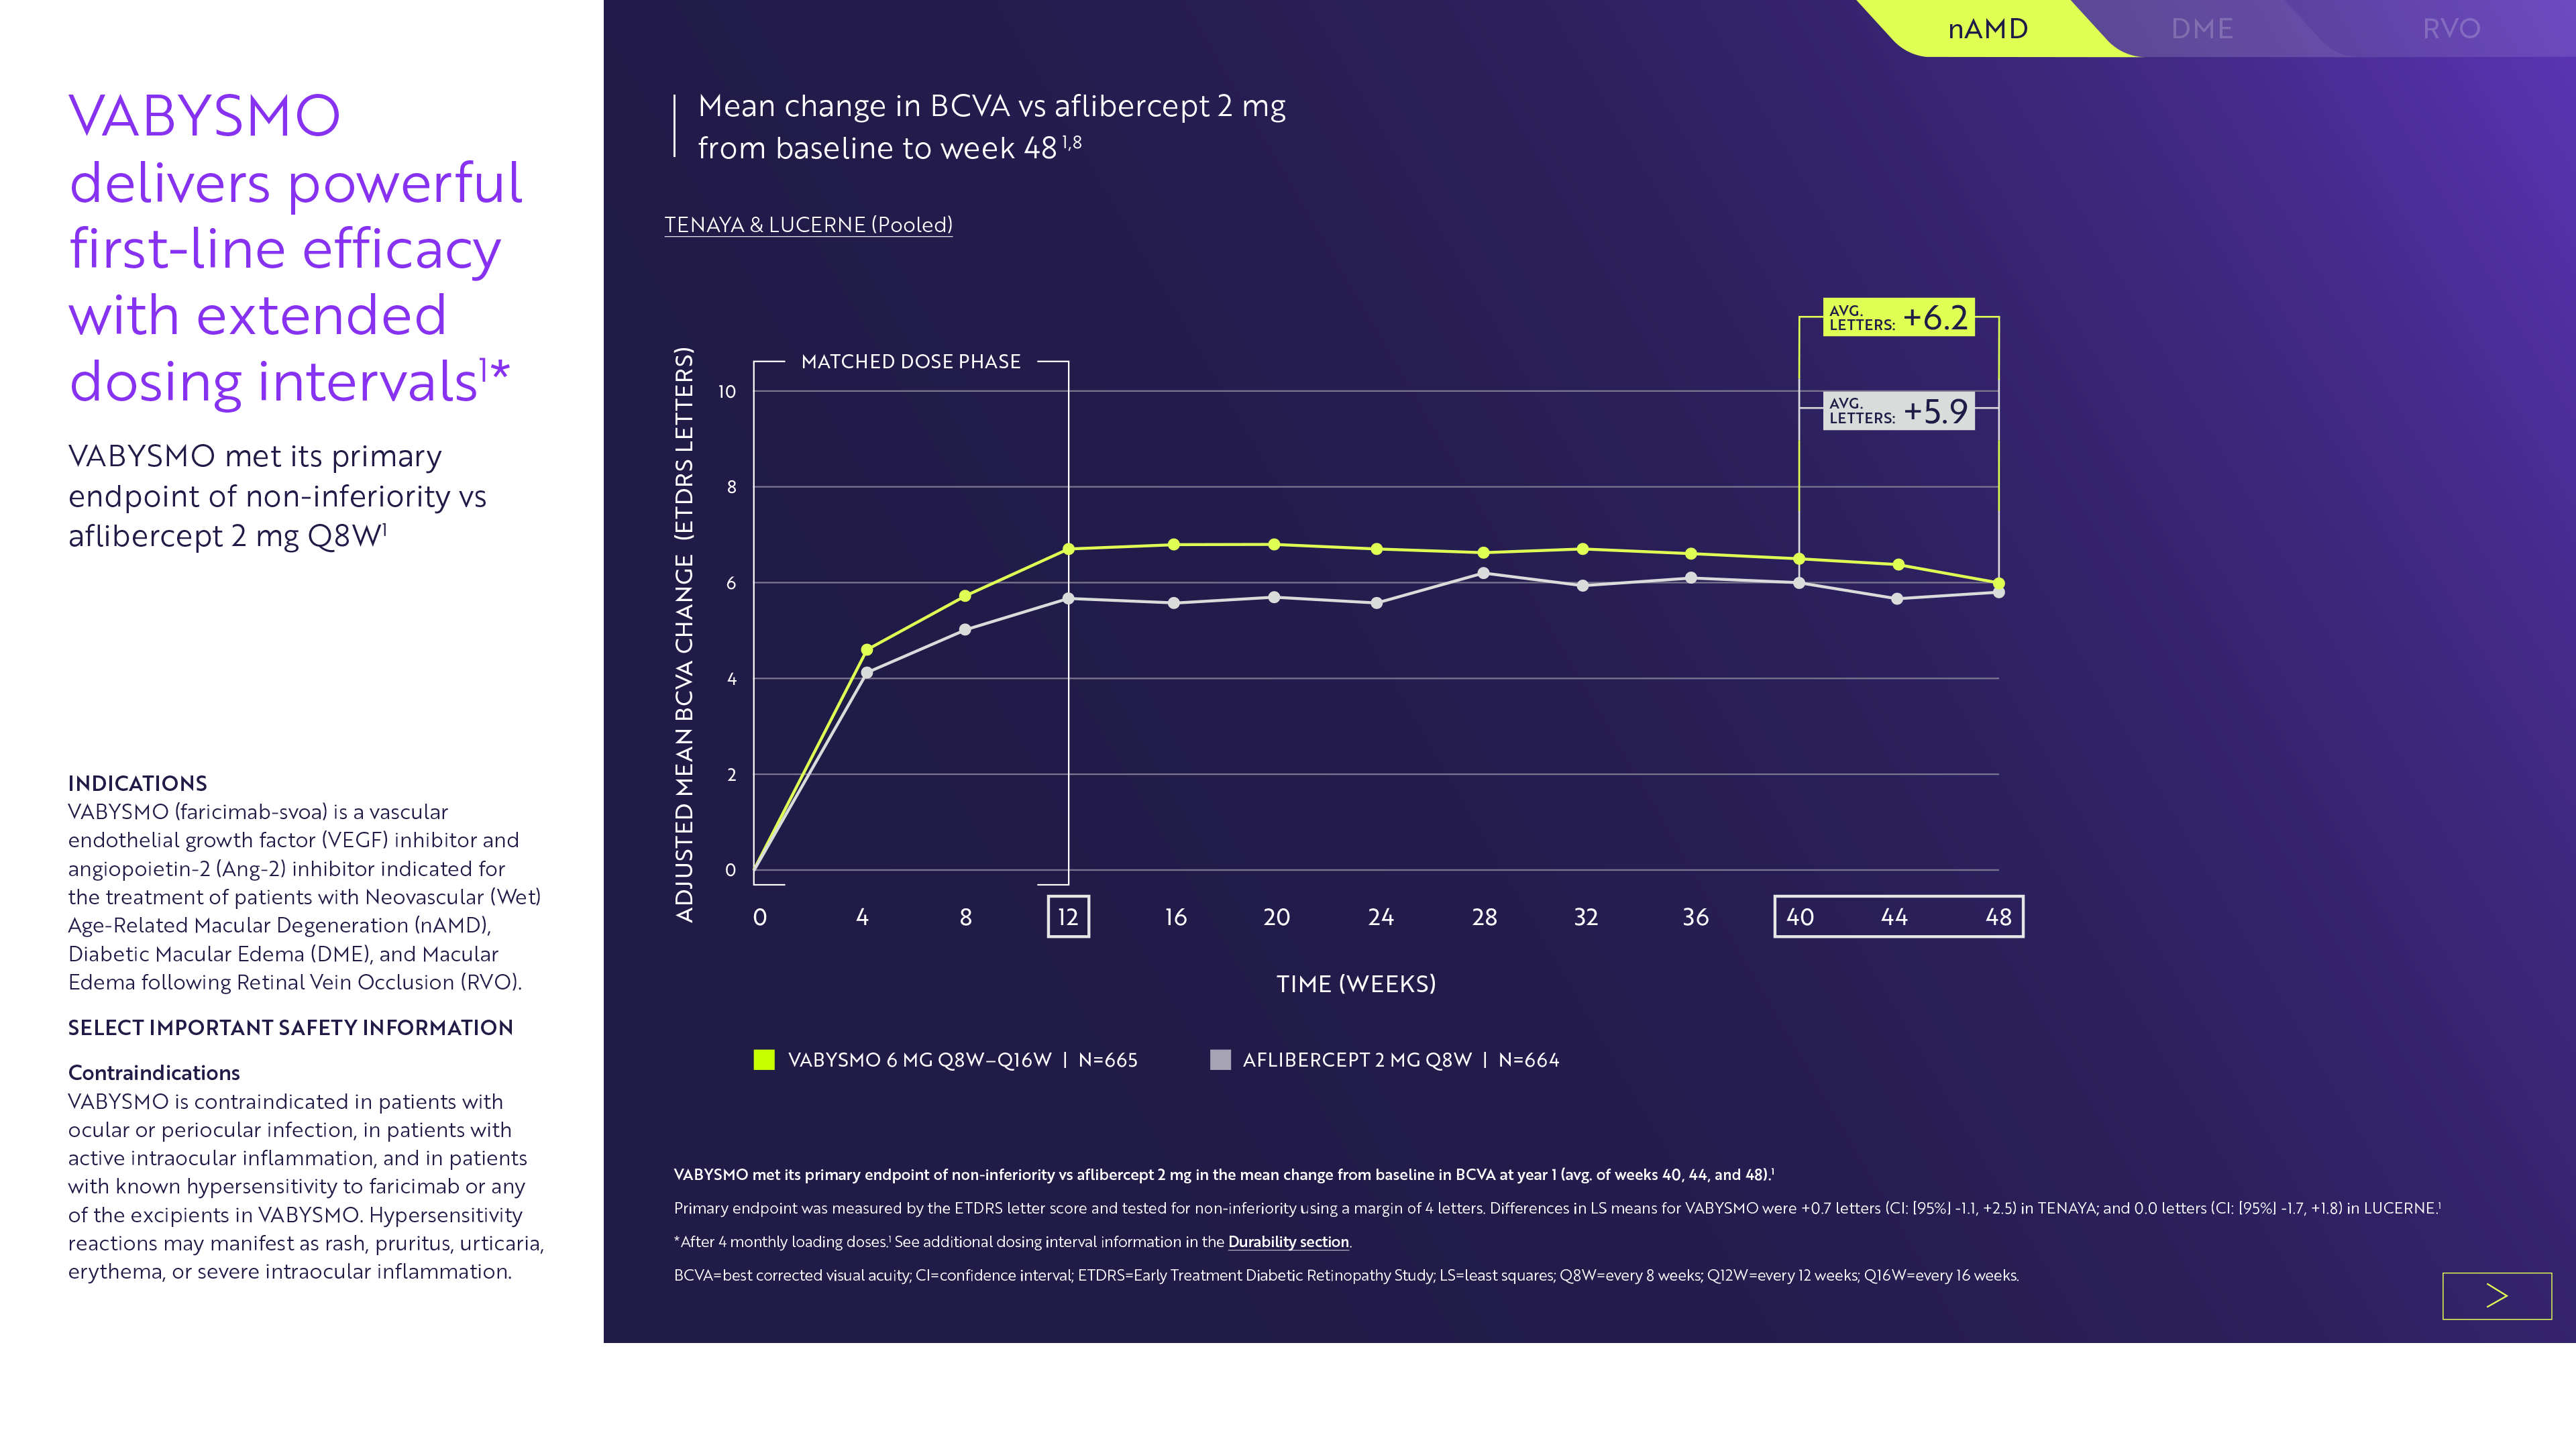 VABYSMO
delivers powerful
first-line efficacy
with extended
dosing intervals¹*
VABYSMO met its primary
endpoint of non-inferiority vs
aflibercept 2 mg Q8W¹
INDICATIONS
VABYSMO (faricimab-svoa) is a vascular
endothelial growth factor (VEGF) inhibitor and
angiopoietin-2 (Ang-2) inhibitor indicated for
the treatment of patients with Neovascular (Wet)
Age-Related Macular Degeneration (nAMD),
Diabetic Macular Edema (DME), and Macular
Edema following Retinal Vein Occlusion (RVO).
SELECT IMPORTANT SAFETY INFORMATION
Contraindications
VABYSMO is contraindicated in patients with
ocular or periocular infection, in patients with
active intraocular inflammation, and in patients
with known hypersensitivity to faricimab or any
of the excipients in VABYSMO. Hypersensitivity
reactions may manifest as rash, pruritus, urticaria,
erythema, or severe intraocular inflammation.
nAMD DME RVO
Mean change in BCVA vs aflibercept 2 mg
from baseline to week 48 ¹,⁸
TENAYA & LUCERNE (Pooled)
AVG. LETTERS: +6.2
AVG. LETTERS: +5.9
MATCHED DOSE PHASE
ADJUSTED MEAN BCVA CHANGE (ETDRS LETTERS)
10
8
6
4
2
0
0 4 8 12 16 20 24 28 32 36 40 44 48
TIME (WEEKS)
VABYSMO 6 MG Q8W–Q16W | N=665
AFLIBERCEPT 2 MG Q8W | N=664
VABYSMO met its primary endpoint of non-inferiority vs aflibercept 2 mg in the mean change from baseline in BCVA at year 1 (avg. of weeks 40, 44, and 48).¹
Primary endpoint was measured by the ETDRS letter score and tested for non-inferiority using a margin of 4 letters. Differences in LS means for VABYSMO were +0.7 letters (CI: [95%] -1.1, +2.5) in TENAYA; and 0.0 letters (CI: [95%] -1.7, +1.8) in LUCERNE.¹
*After 4 monthly loading doses.¹ See additional dosing interval information in the Durability section.
BCVA=best corrected visual acuity; CI=confidence interval; ETDRS=Early Treatment Diabetic Retinopathy Study; LS=least squares; Q8W=every 8 weeks; Q12W=every 12 weeks; Q16W=every 16 weeks.